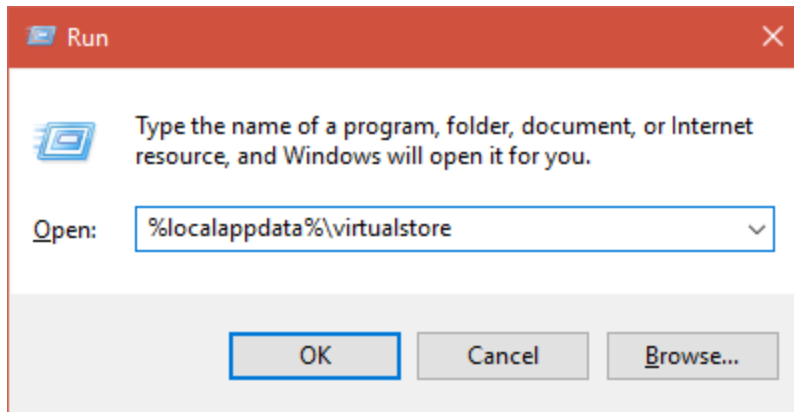 Run
Type the name of a program, folder, document, or Internet
resource, and Windows will open it for you.
Open: %localappdata%\virtualstore
OK Cancel Browse...